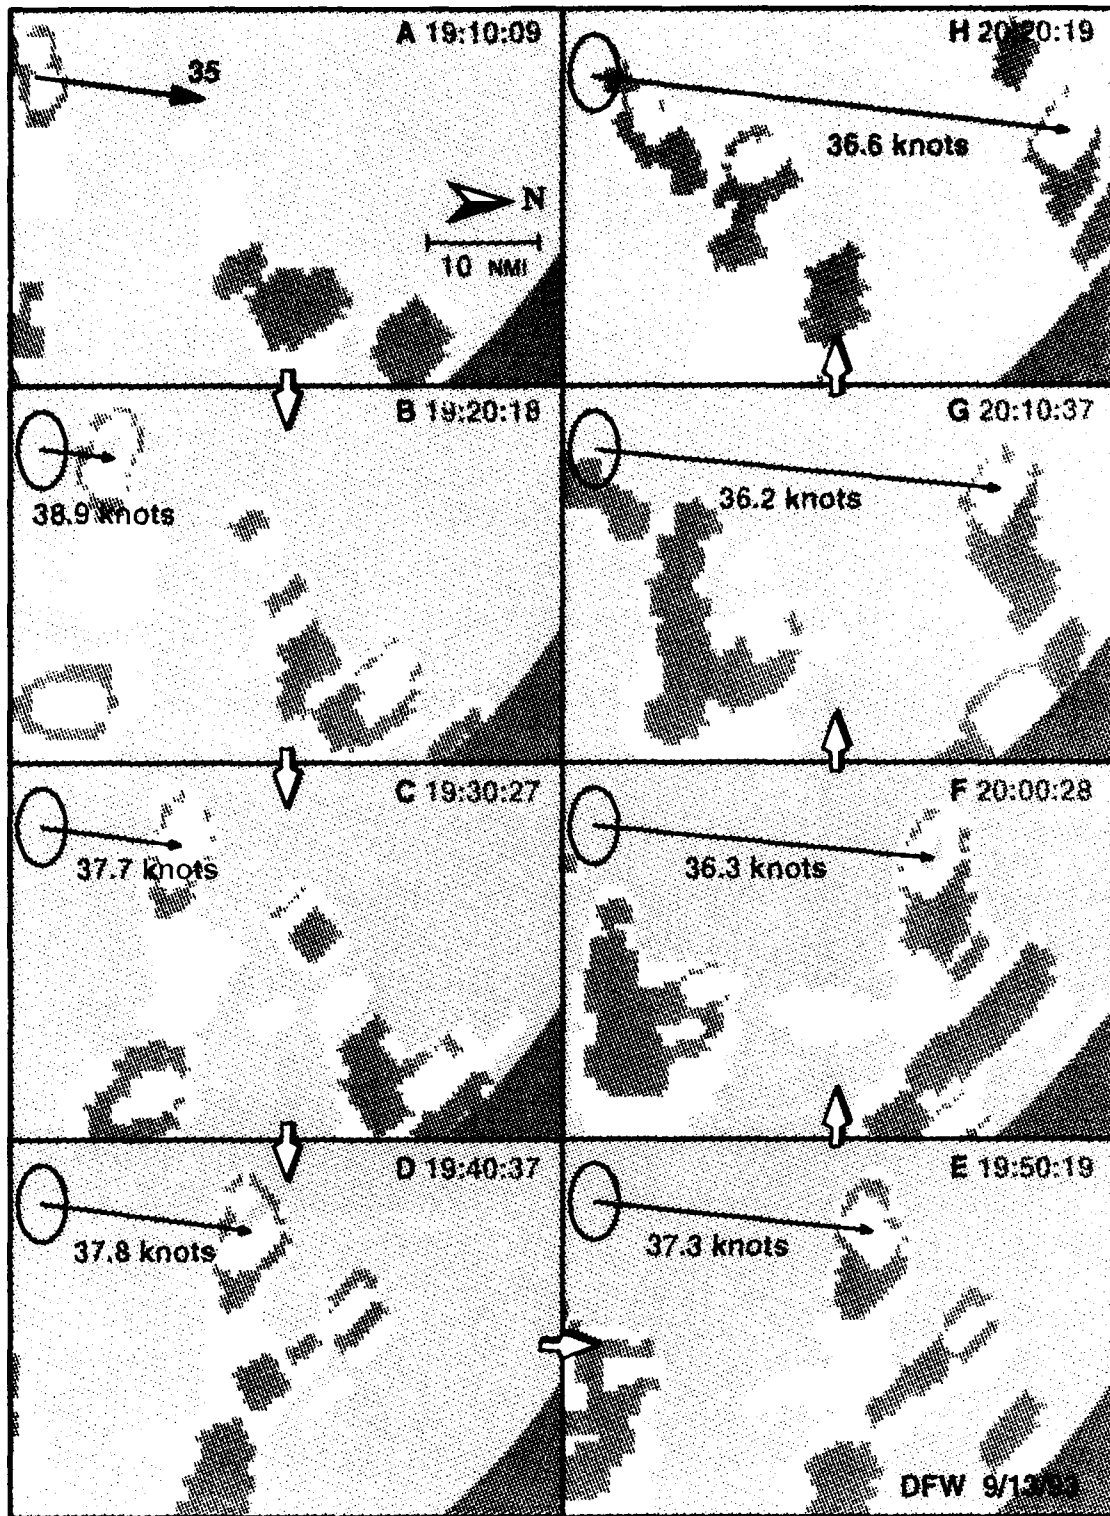 A 19:10:09
35
N
10 NMI
B 19:20:18
38.9 knots
C 19:30:27
37.7 knots
D 19:40:37
37.8 knots
E 19:50:19
37.3 knots
DFW 9/13/93
F 20:00:28
36.3 knots
G 20:10:37
36.2 knots
H 20:20:19
36.6 knots